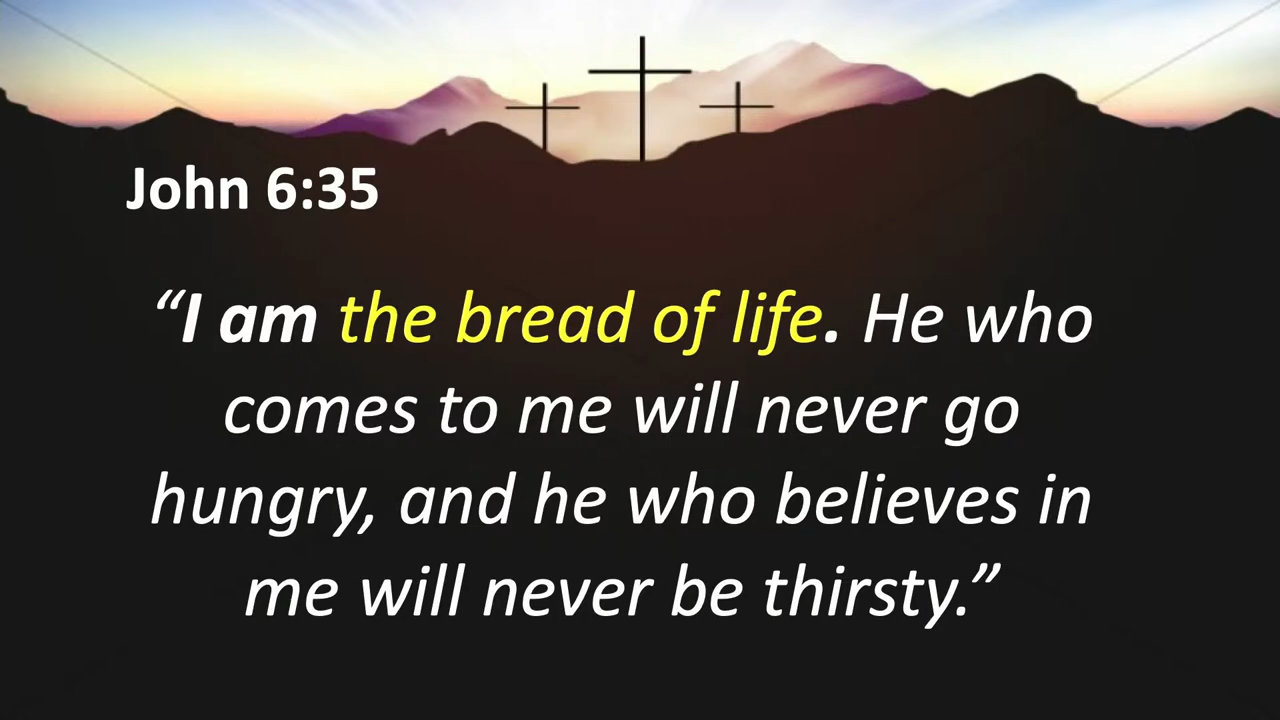 John 6:35
“I am the bread of life. He who
comes to me will never go
hungry, and he who believes in
me will never be thirsty.”